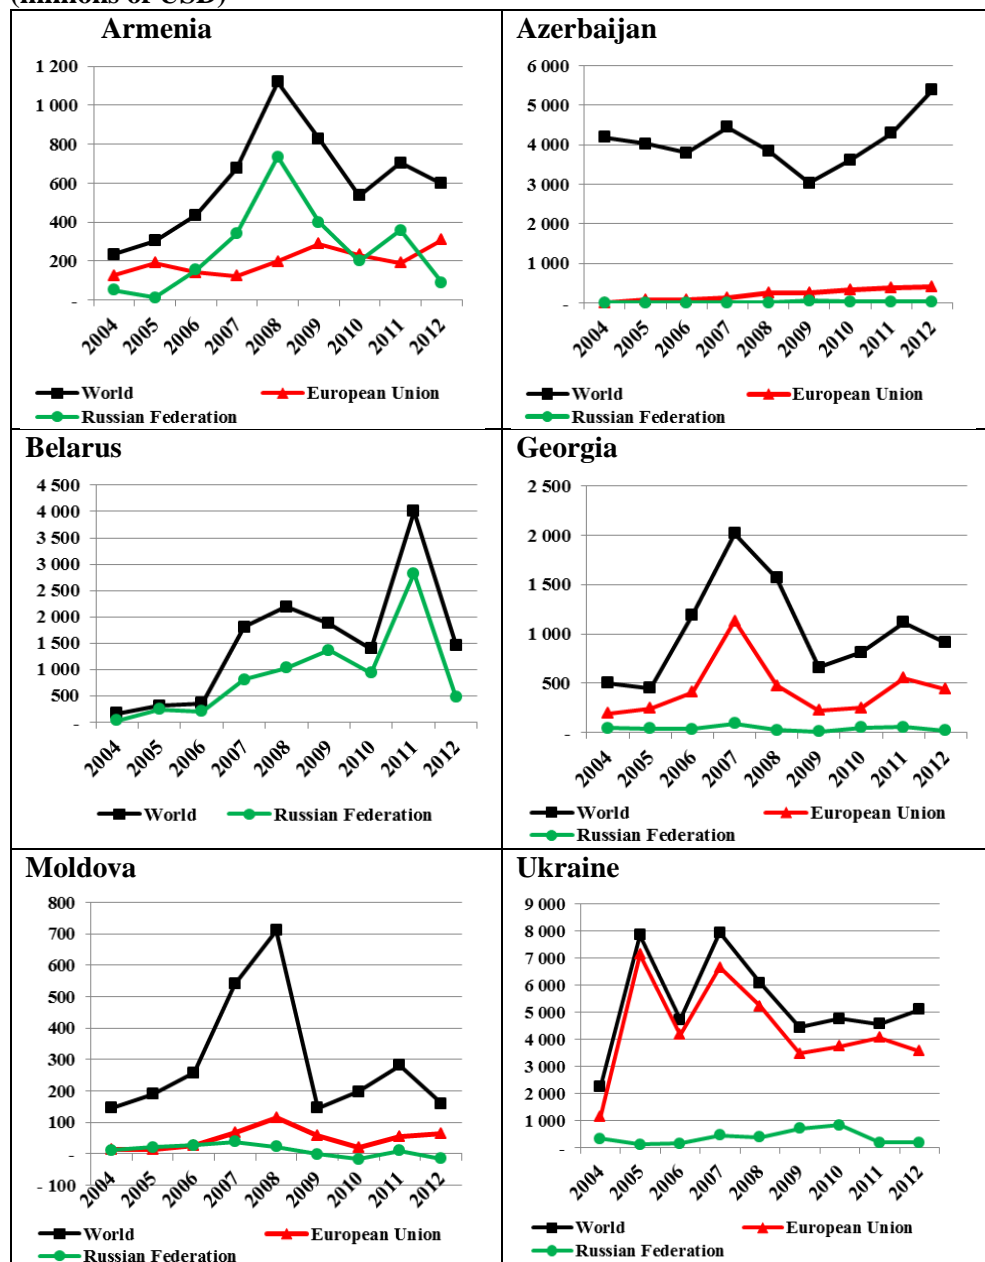 (millions of USD)
Armenia
1 200
1 000
800
600
400
200
-
2004 2005 2006 2007 2008 2009 2010 2011 2012
World European Union
Russian Federation
Azerbaijan
6 000
5 000
4 000
3 000
2 000
1 000
-
2004 2005 2006 2007 2008 2009 2010 2011 2012
World European Union
Russian Federation
Belarus
4 500
4 000
3 500
3 000
2 500
2 000
1 500
1 000
500
-
2004 2005 2006 2007 2008 2009 2010 2011 2012
World Russian Federation
Georgia
2 500
2 000
1 500
1 000
500
-
2004 2005 2006 2007 2008 2009 2010 2011 2012
World European Union
Russian Federation
Moldova
800
700
600
500
400
300
200
100
-
- 100
2004 2005 2006 2007 2008 2009 2010 2011 2012
World European Union
Russian Federation
Ukraine
9 000
8 000
7 000
6 000
5 000
4 000
3 000
2 000
1 000
-
2004 2005 2006 2007 2008 2009 2010 2011 2012
World European Union
Russian Federation